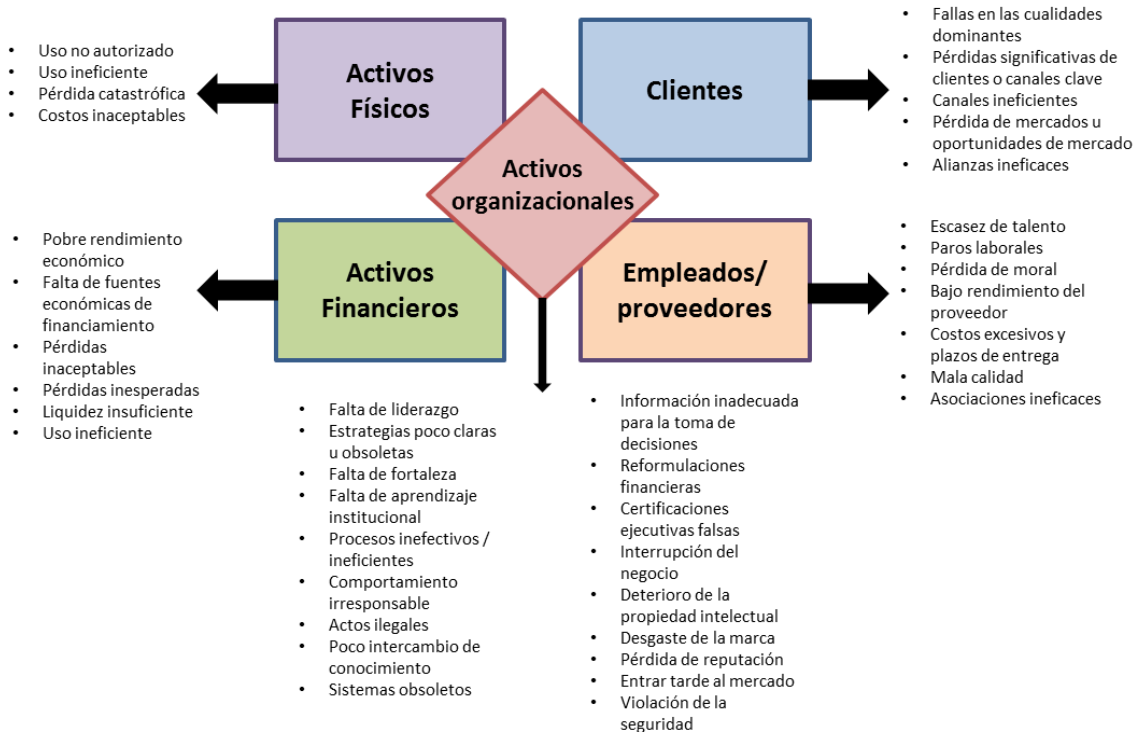 • Uso no autorizado
• Uso ineficiente
• Pérdida catastrófica
• Costos inaceptables
Activos
Físicos
Clientes
• Fallas en las cualidades
dominantes
• Pérdidas significativas de
clientes o canales clave
• Canales ineficientes
• Pérdida de mercados u
oportunidades de mercado
• Alianzas ineficaces
Activos
organizacionales
• Pobre rendimiento
económico
• Falta de fuentes
económicas de
financiamiento
• Pérdidas
inaceptables
• Pérdidas inesperadas
• Liquidez insuficiente
• Uso ineficiente
Activos
Financieros
Empleados/
proveedores
• Escasez de talento
• Paros laborales
• Pérdida de moral
• Bajo rendimiento del
proveedor
• Costos excesivos y
plazos de entrega
• Mala calidad
• Asociaciones ineficaces
• Falta de liderazgo
• Estrategias poco claras
u obsoletas
• Falta de fortaleza
• Falta de aprendizaje
institucional
• Procesos inefectivos /
ineficientes
• Comportamiento
irresponsable
• Actos ilegales
• Poco intercambio de
conocimiento
• Sistemas obsoletos
• Información inadecuada
para la toma de
decisiones
• Reformulaciones
financieras
• Certificaciones
ejecutivas falsas
• Interrupción del
negocio
• Deterioro de la
propiedad intelectual
• Desgaste de la marca
• Pérdida de reputación
• Entrar tarde al mercado
• Violación de la
seguridad